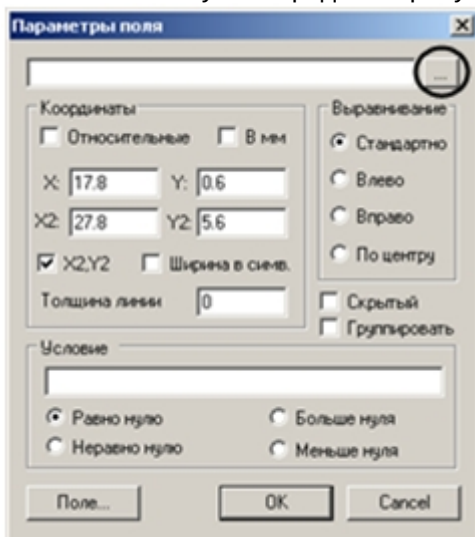 Параметры поля
...
Координаты
Относительные В мм
X: 17.8 Y: 0.6
X2: 27.8 Y2: 5.6
X2,Y2 Ширина в симв.
Толщина линии 0
Выравнивание
Стандартно
Влево
Вправо
По центру
Скрытый
Группировать
Условие
Равно нулю Больше нуля
Неравно нулю Меньше нуля
Поле... OK Cancel